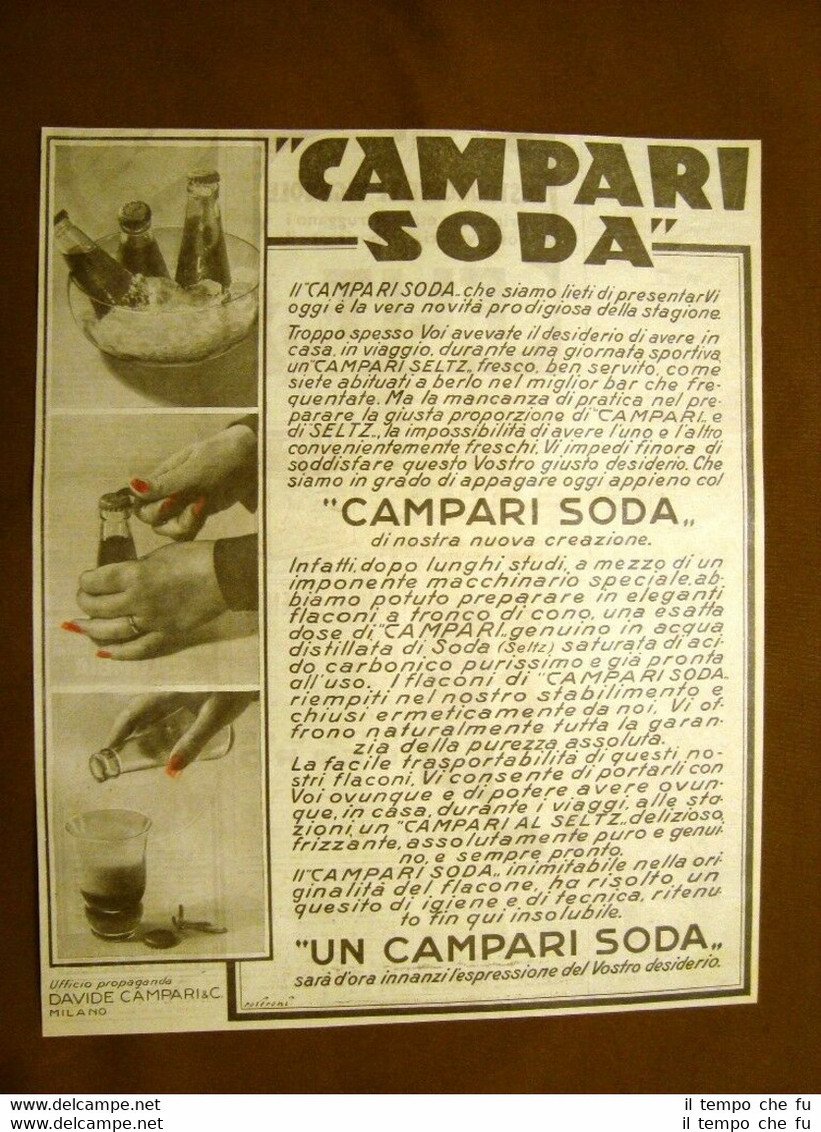 "CAMPARI
SODA"
Il "CAMPARI SODA„ che siamo lieti di presentarVi
oggi è la vera novità prodigiosa della stagione.
Troppo spesso Voi avevate il desiderio di avere in
casa, in viaggio, durante una giornata sportiva,
un "CAMPARI SELTZ„ fresco, ben servito, come
siete abituati a berlo nel miglior bar che fre-
quentate. Ma la mancanza di pratica nel pre-
parare la giusta proporzione di "CAMPARI„ e
di "SELTZ„, la impossibilità di avere l'uno e l'altro
convenientemente freschi, Vi impedì finora di
soddisfare questo Vostro giusto desiderio. Che
siamo in grado di appagare oggi appieno col
"CAMPARI SODA„
di nostra nuova creazione.
Infatti, dopo lunghi studi, a mezzo di un
imponente macchinario speciale, ab-
biamo potuto preparare in eleganti
flaconi a tronco di cono, una esatta
dose di "CAMPARI„ genuino in acqua
distillata di Soda (Seltz) saturata di aci-
do carbonico purissimo e già pronta
all'uso. I flaconi di "CAMPARI SODA„
riempiti nel nostro stabilimento e
chiusi ermeticamente da noi, Vi of-
frono naturalmente tutta la garan-
zia della purezza assoluta.
La facile trasportabilità di questi no-
stri flaconi, Vi consente di portarli con
Voi ovunque e di potere avere ovun-
que, in casa, durante i viaggi, alle sta-
zioni, un "CAMPARI AL SELTZ„ delizioso,
frizzante, assolutamente puro e genui-
no, e sempre pronto.
Il "CAMPARI SODA„ inimitabile nella ori-
ginalità del flacone, ha risolto un
quesito di igiene e di tecnica, ritenu-
to fin qui insolubile.
"UN CAMPARI SODA„
sarà d'ora innanzi l'espressione del Vostro desiderio.
Ufficio propaganda
DAVIDE CAMPARI & C.
MILANO
il tempo che fu
il tempo che fu